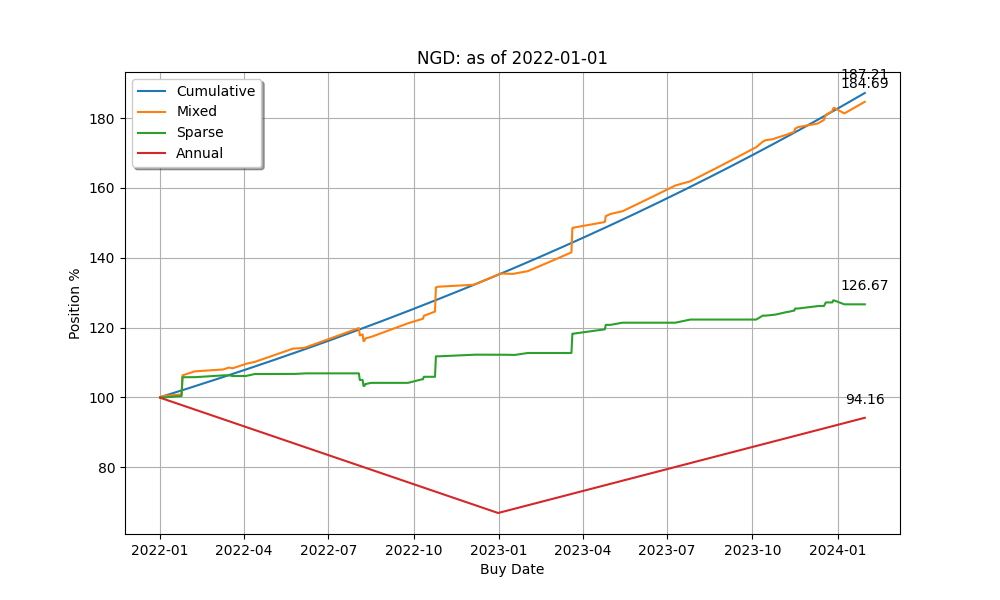 NGD: as of 2022-01-01
187.21
184.69
Cumulative
Mixed
Sparse
Annual
180
160
140
120
100
80
126.67
94.16
Position %
2022-01 2022-04 2022-07 2022-10 2023-01 2023-04 2023-07 2023-10 2024-01
Buy Date